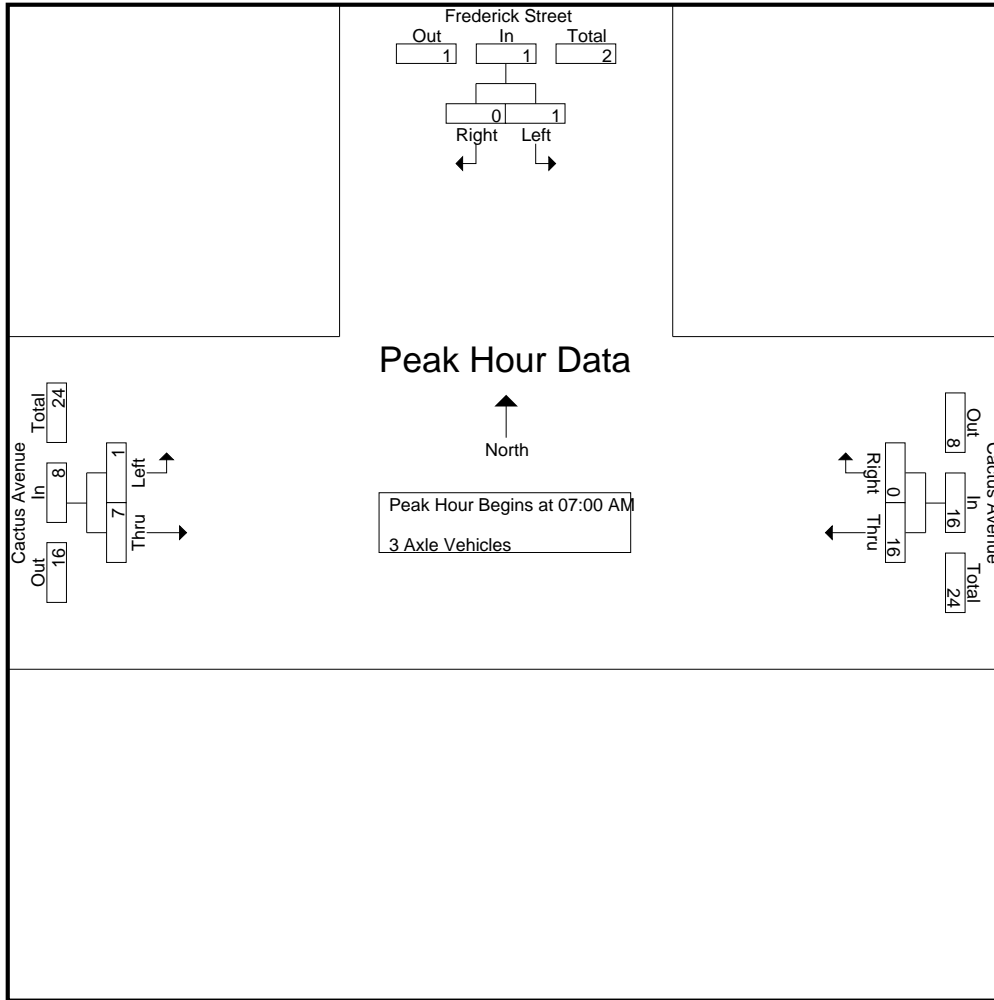 Frederick Street
Out In Total
1 1 2
0 1
Right Left
Peak Hour Data
North
Peak Hour Begins at 07:00 AM
3 Axle Vehicles
Cactus Avenue
Total In Out
24 8 16
1 7
Left Thru
Cactus Avenue
Out In Total
8 16 24
0 16
Right Thru